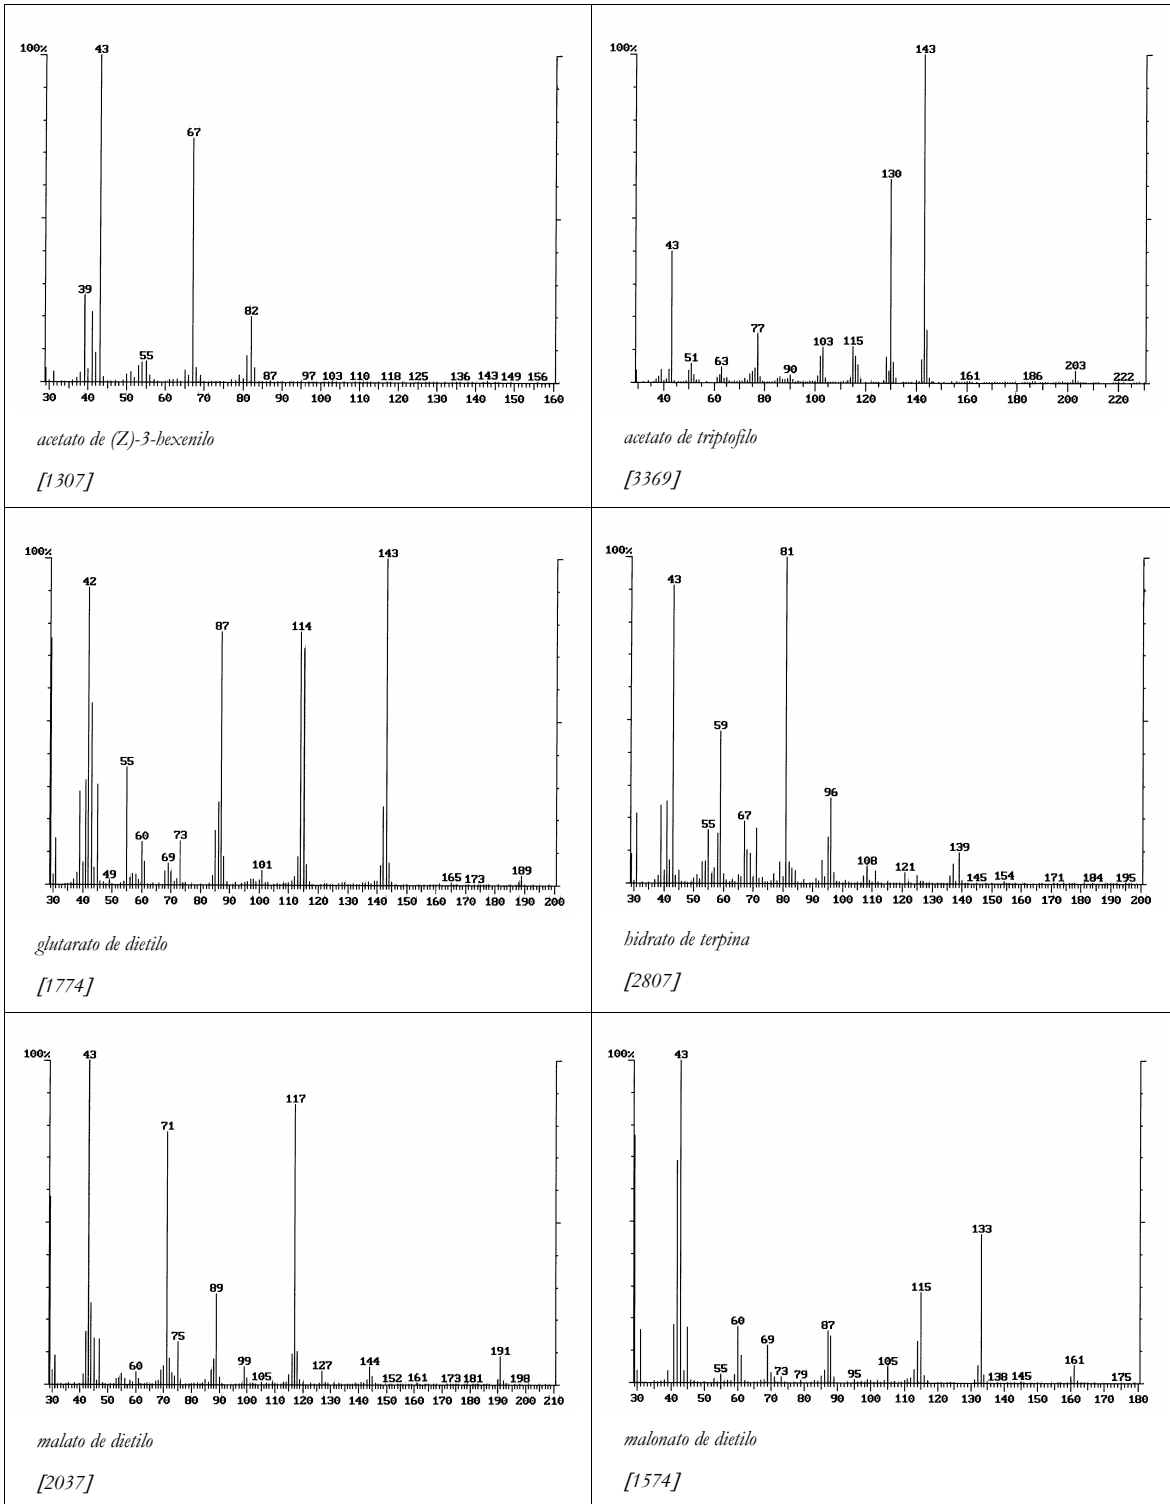 100%
43
67
39
82
55
87 97 103 110 118 125 136 143 149 156
30 40 50 60 70 80 90 100 110 120 130 140 150 160
acetato de (Z)-3-hexenilo
[1307]
100%
143
130
43
77
103 115
51 63
90
161 186 203 222
40 60 80 100 120 140 160 180 200 220
acetato de triptofilo
[3369]
100%
143
42
87 114
55
60 73
69
49 101
165 173 189
30 40 50 60 70 80 90 100 110 120 130 140 150 160 170 180 190 200
glutarato de dietilo
[1774]
100%
81
43
59
96
55 67
139
108 121
145 154 171 184 195
30 40 50 60 70 80 90 100 110 120 130 140 150 160 170 180 190 200
hidrato de terpina
[2807]
100%
43
117
71
89
75
191
60 99 127 144
105 152 161 173 181 198
30 40 50 60 70 80 90 100 110 120 130 140 150 160 170 180 190 200 210
malato de dietilo
[2037]
100%
43
133
115
60 87
69
105 161
55 73 79 95 138 145 175
30 40 50 60 70 80 90 100 110 120 130 140 150 160 170 180
malonato de dietilo
[1574]